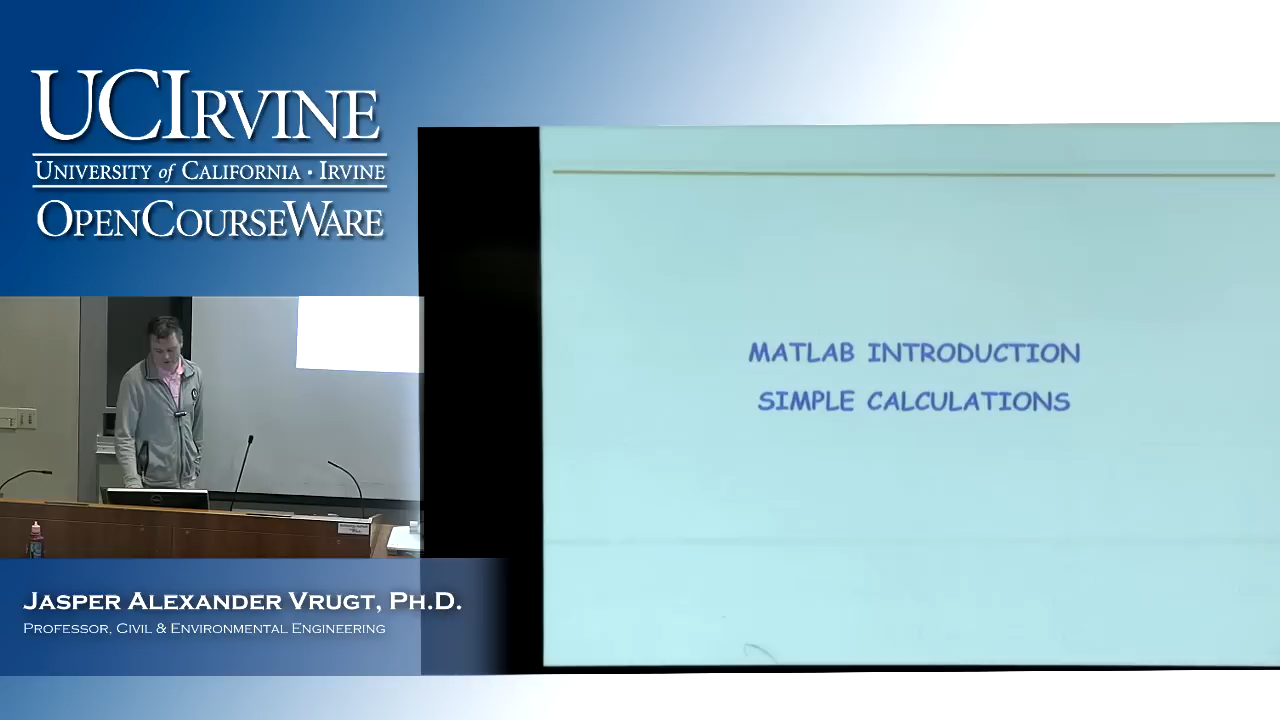 UCIRVINE
UNIVERSITY of CALIFORNIA · IRVINE
OPENCOURSEWARE
MATLAB INTRODUCTION
SIMPLE CALCULATIONS
JASPER ALEXANDER VRUGT, PH.D.
PROFESSOR, CIVIL & ENVIRONMENTAL ENGINEERING